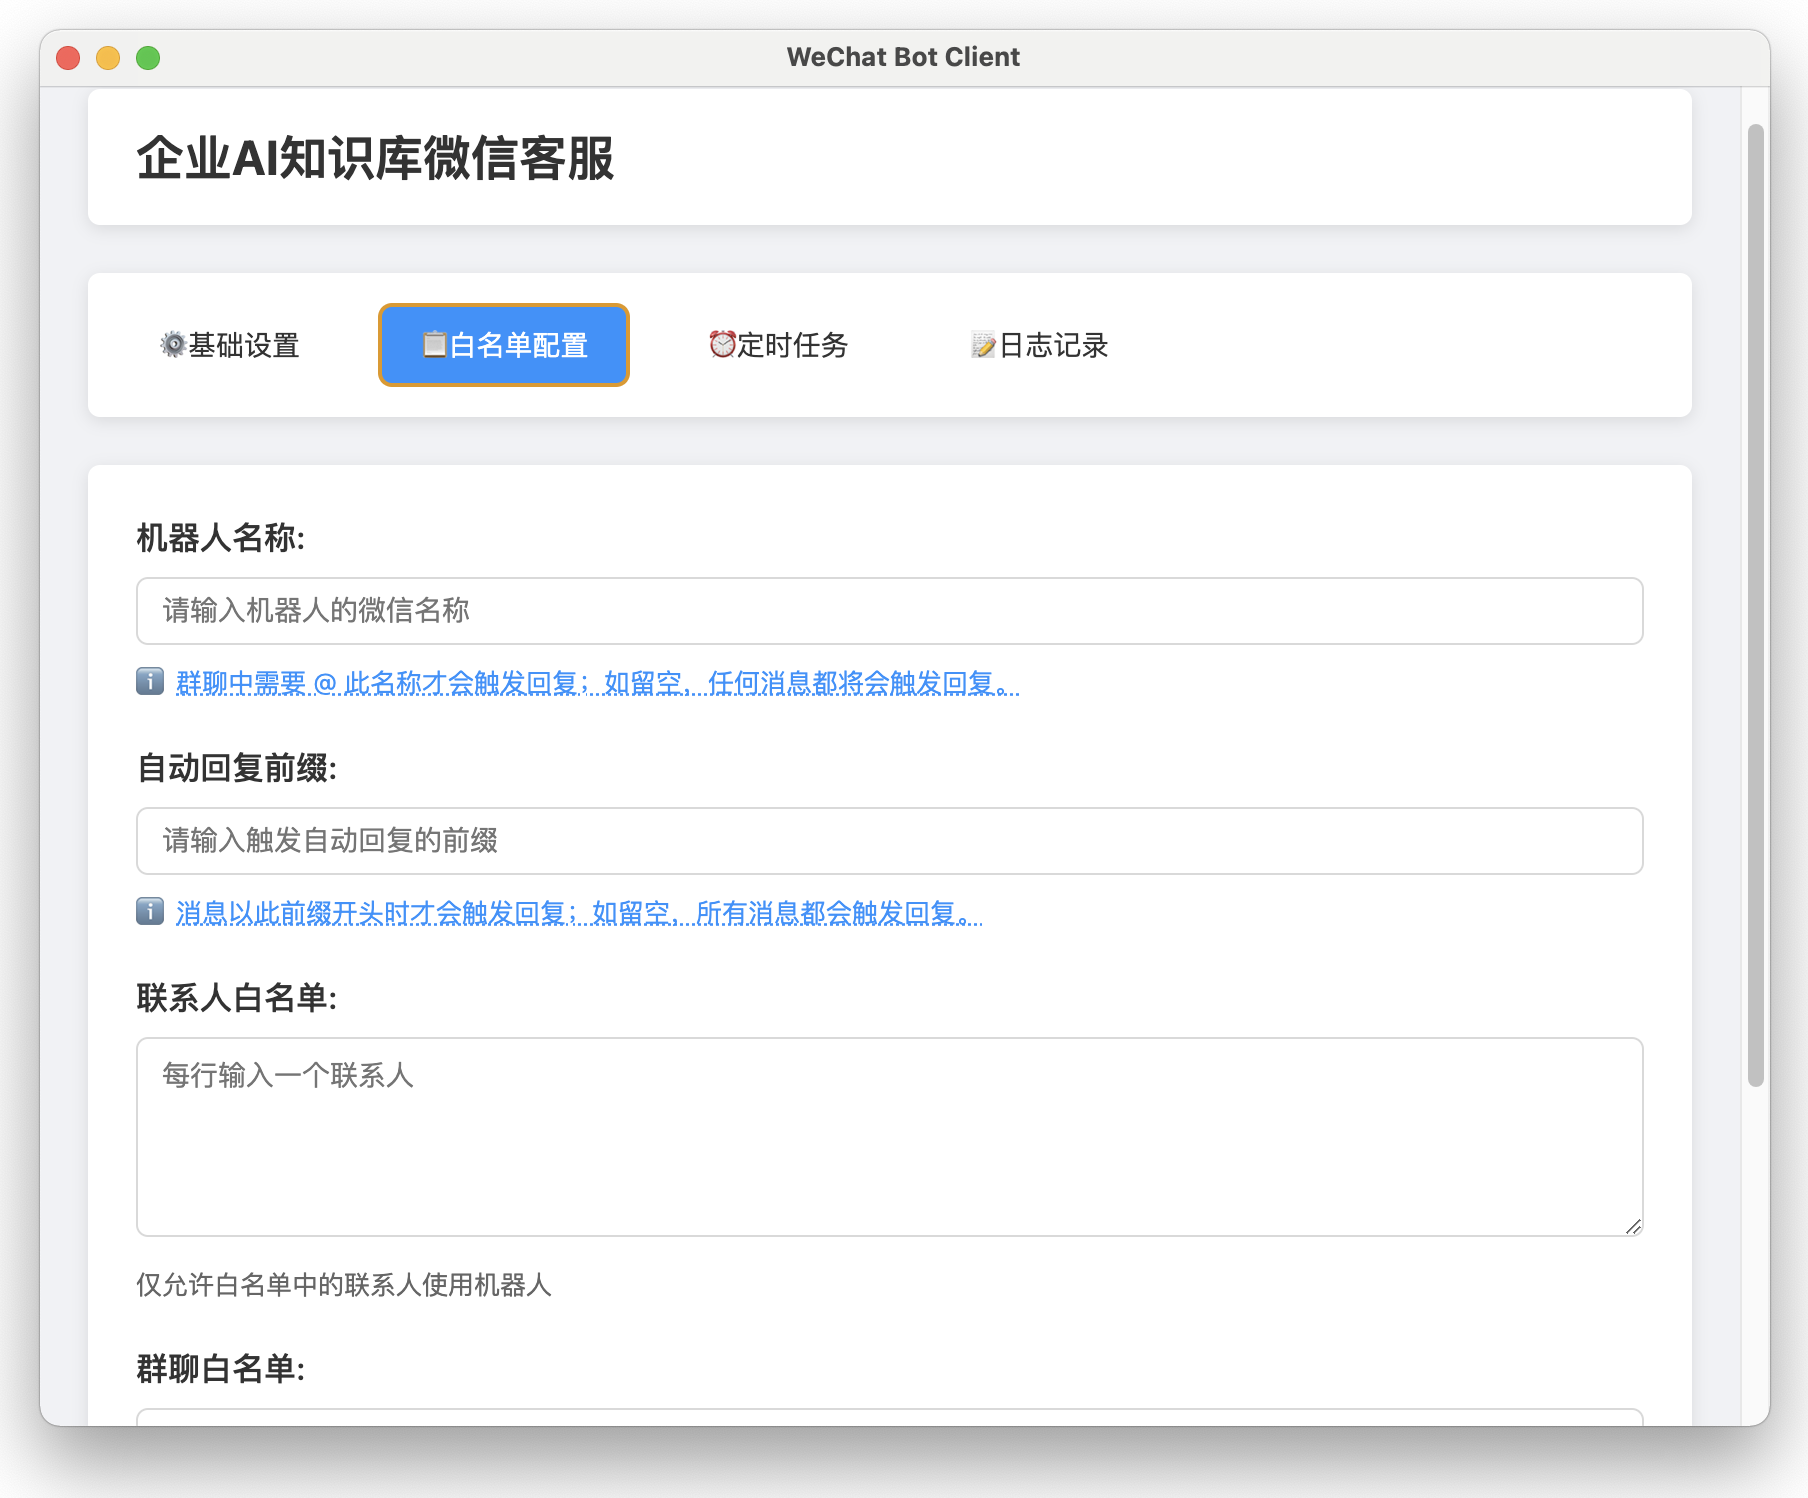 WeChat Bot Client
企业AI知识库微信客服
⚙️基础设置 📋白名单配置 ⏰定时任务 📝日志记录
机器人名称:
请输入机器人的微信名称
ℹ️ 群聊中需要 @ 此名称才会触发回复；如留空，任何消息都将会触发回复。
自动回复前缀:
请输入触发自动回复的前缀
ℹ️ 消息以此前缀开头时才会触发回复；如留空，所有消息都会触发回复。
联系人白名单:
每行输入一个联系人
仅允许白名单中的联系人使用机器人
群聊白名单: